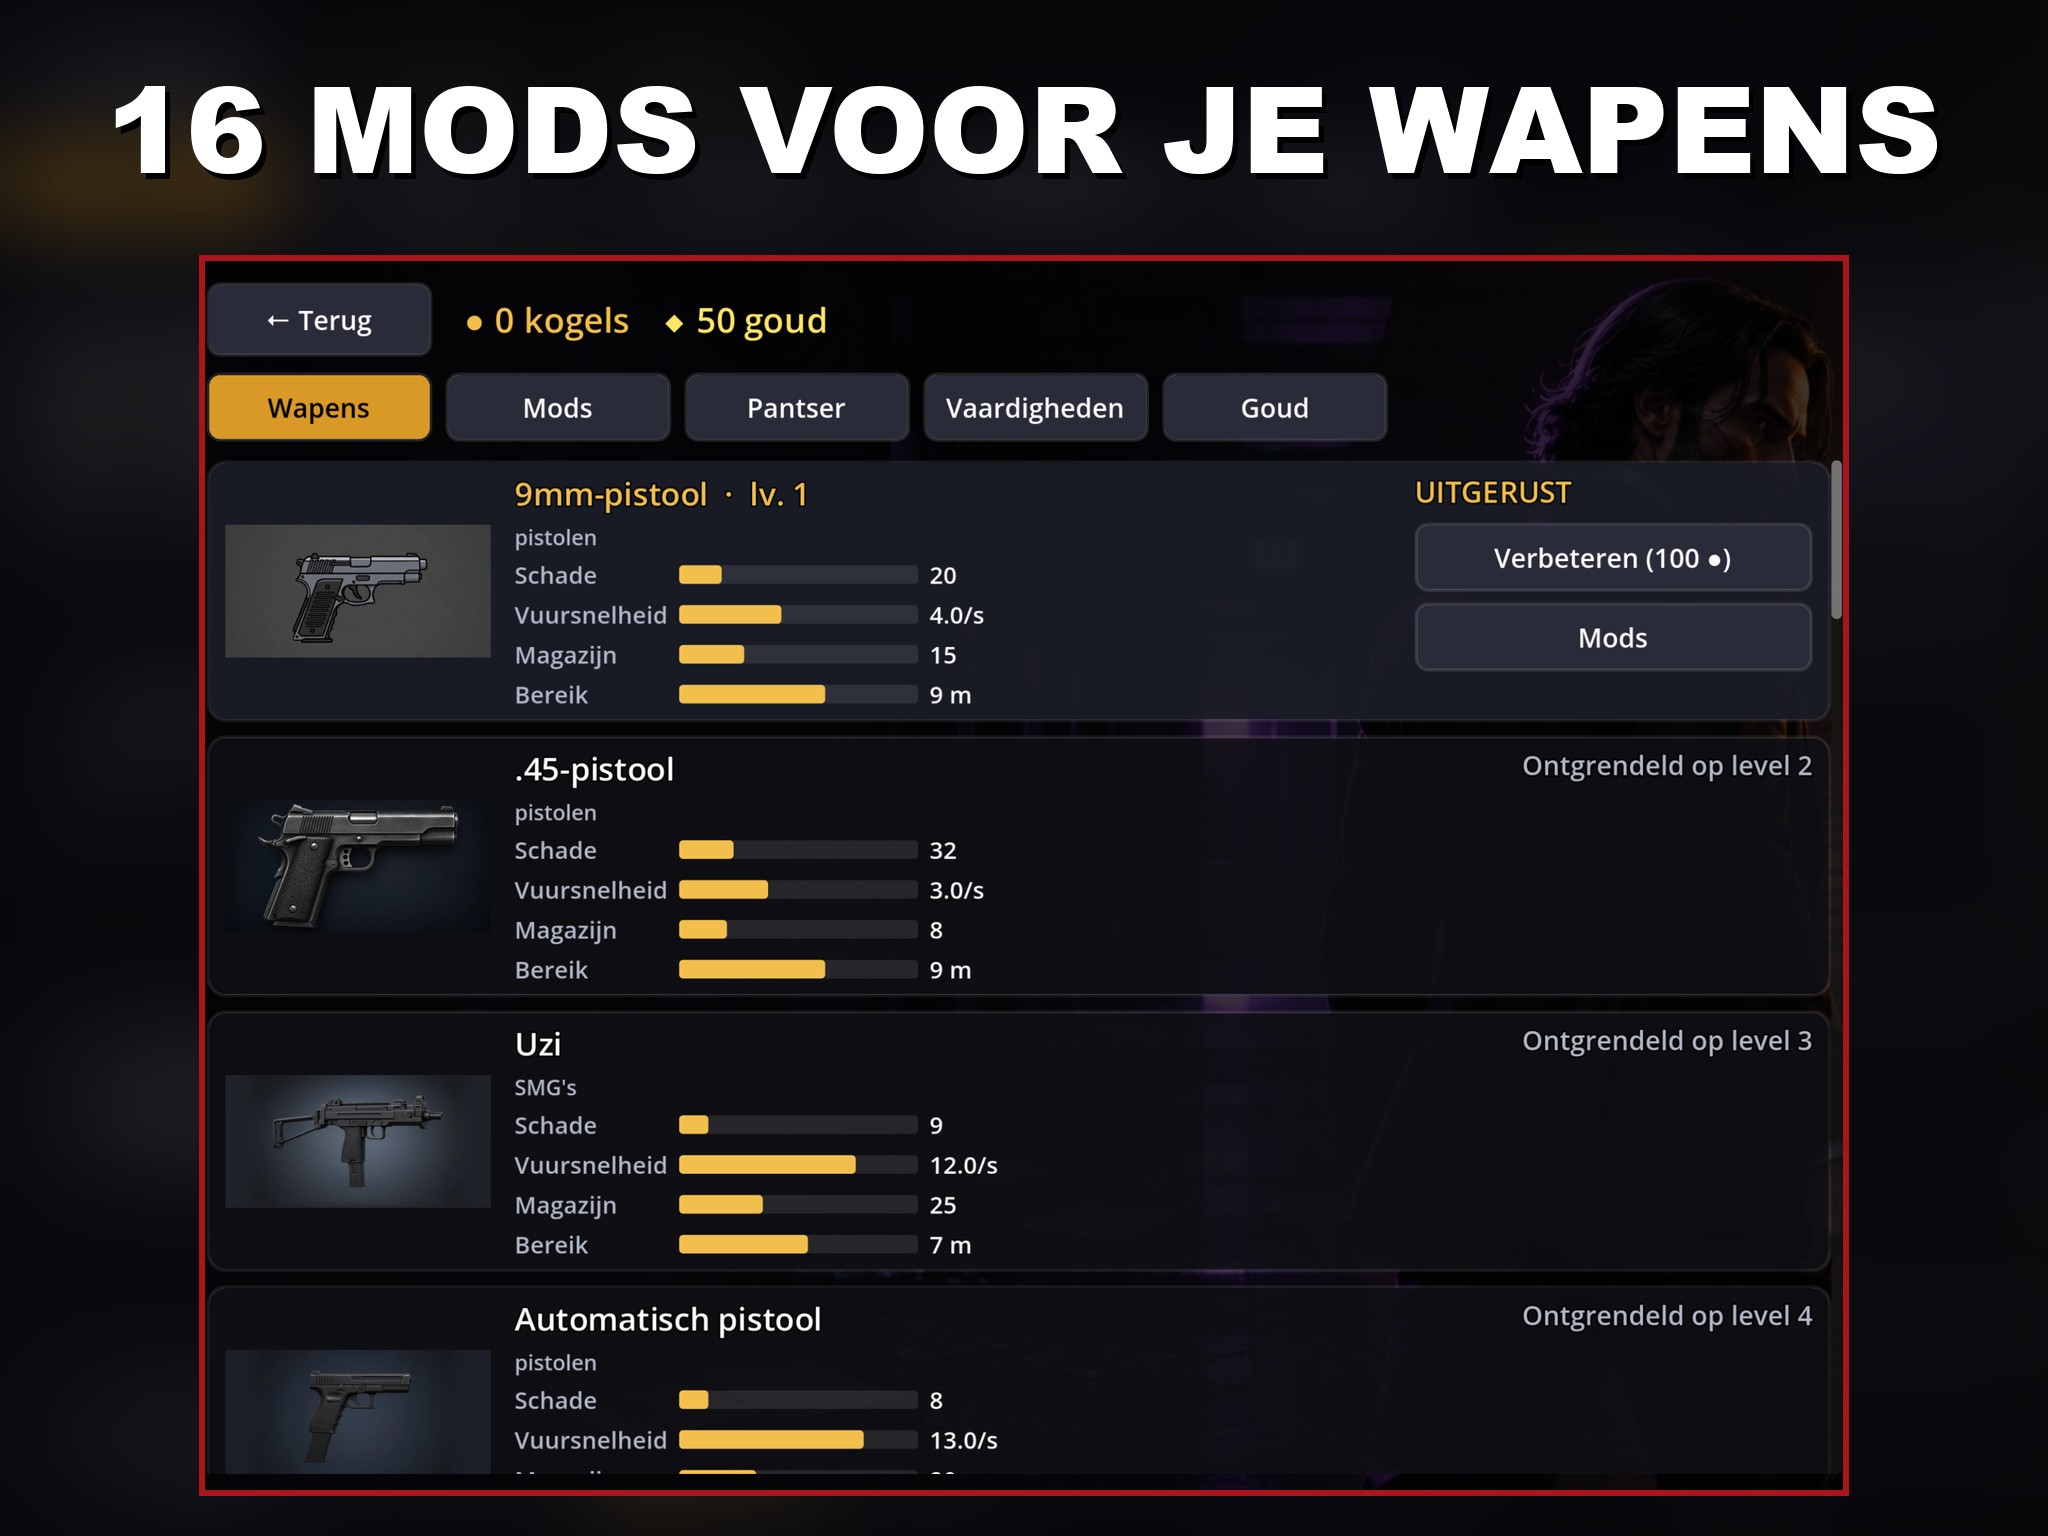 16 MODS VOOR JE WAPENS
← Terug ● 0 kogels ◆ 50 goud
Wapens Mods Pantser Vaardigheden Goud
9mm-pistool · lv. 1 UITGERUST
pistolen
Schade 20
Vuursnelheid 4.0/s
Magazijn 15
Bereik 9 m
Verbeteren (100 ●)
Mods
.45-pistool Ontgrendeld op level 2
pistolen
Schade 32
Vuursnelheid 3.0/s
Magazijn 8
Bereik 9 m
Uzi Ontgrendeld op level 3
SMG's
Schade 9
Vuursnelheid 12.0/s
Magazijn 25
Bereik 7 m
Automatisch pistool Ontgrendeld op level 4
pistolen
Schade 8
Vuursnelheid 13.0/s